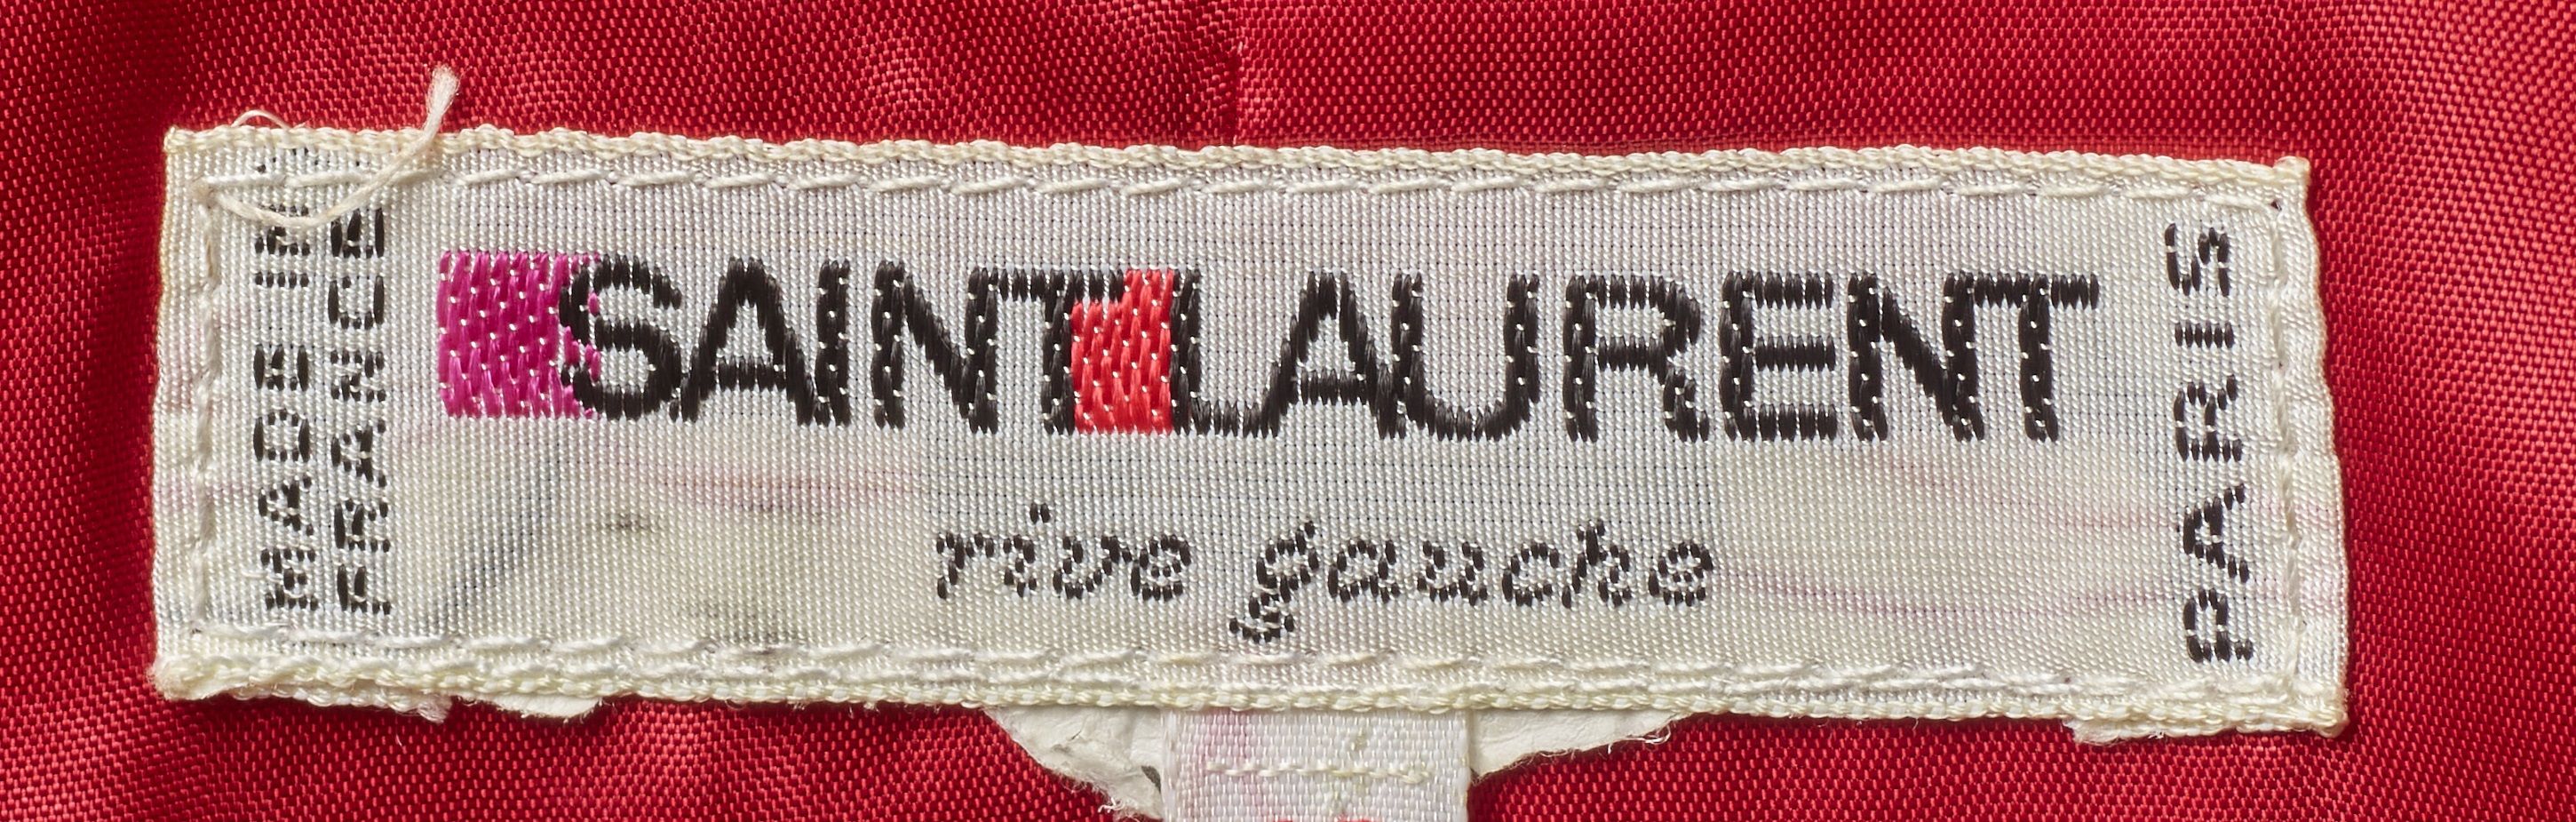 MADE IN
FRANCE
SAINT LAURENT
rive gauche
PARIS